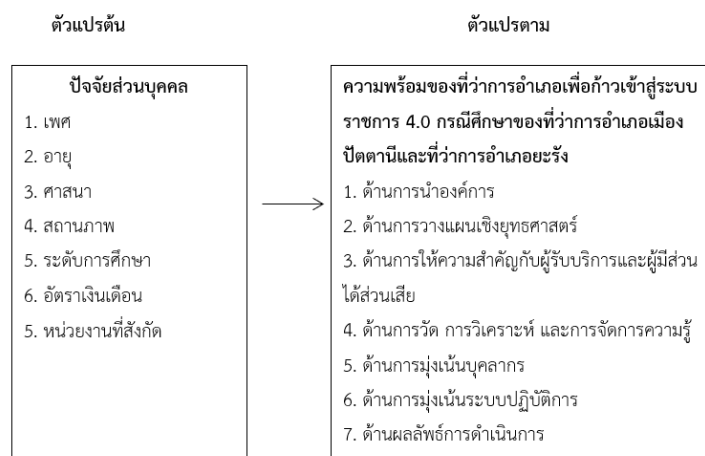 ตัวแปรต้น
ตัวแปรตาม
ปัจจัยส่วนบุคคล
1. เพศ
2. อายุ
3. ศาสนา
4. สถานภาพ
5. ระดับการศึกษา
6. อัตราเงินเดือน
5. หน่วยงานที่สังกัด
ความพร้อมของที่ว่าการอำเภอเพื่อก้าวเข้าสู่ระบบ
ราชการ 4.0 กรณีศึกษาของที่ว่าการอำเภอเมือง
ปัตตานีและที่ว่าการอำเภอยะรัง
1. ด้านการนำองค์การ
2. ด้านการวางแผนเชิงยุทธศาสตร์
3. ด้านการให้ความสำคัญกับผู้รับบริการและผู้มีส่วน
ได้ส่วนเสีย
4. ด้านการวัด การวิเคราะห์ และการจัดการความรู้
5. ด้านการมุ่งเน้นบุคลากร
6. ด้านการมุ่งเน้นระบบปฏิบัติการ
7. ด้านผลลัพธ์การดำเนินการ